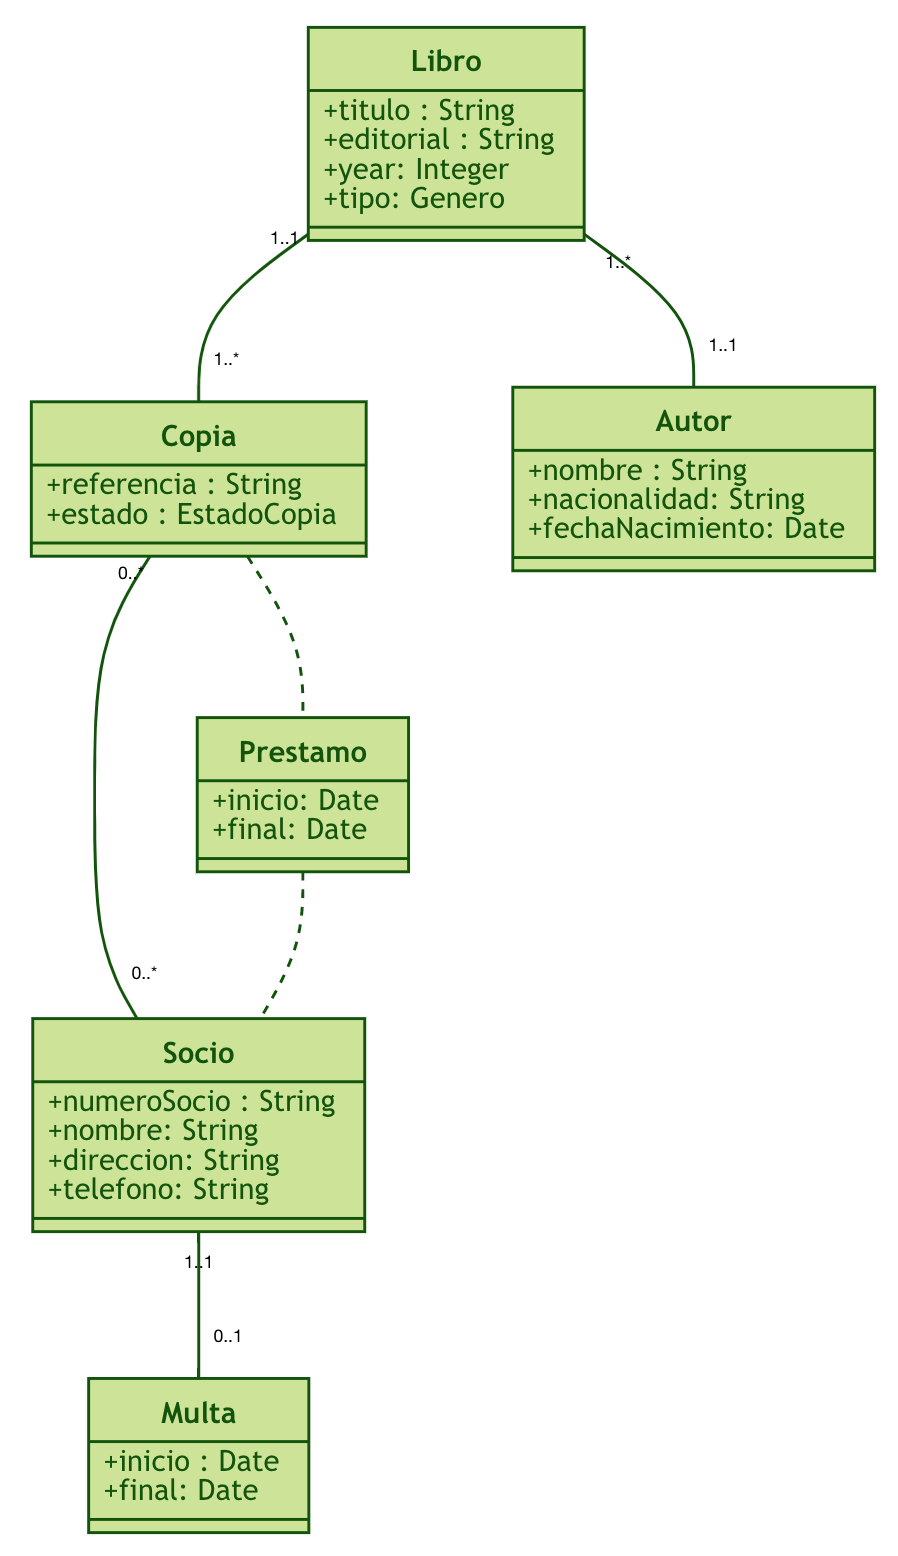 Libro
+titulo : String
+editorial : String
+year: Integer
+tipo: Genero
1..1
1..*
1..*
1..1
Copia
+referencia : String
+estado : EstadoCopia
Autor
+nombre : String
+nacionalidad: String
+fechaNacimiento: Date
0..*
Prestamo
+inicio: Date
+final: Date
0..*
Socio
+numeroSocio : String
+nombre: String
+direccion: String
+telefono: String
1..1
0..1
Multa
+inicio : Date
+final: Date